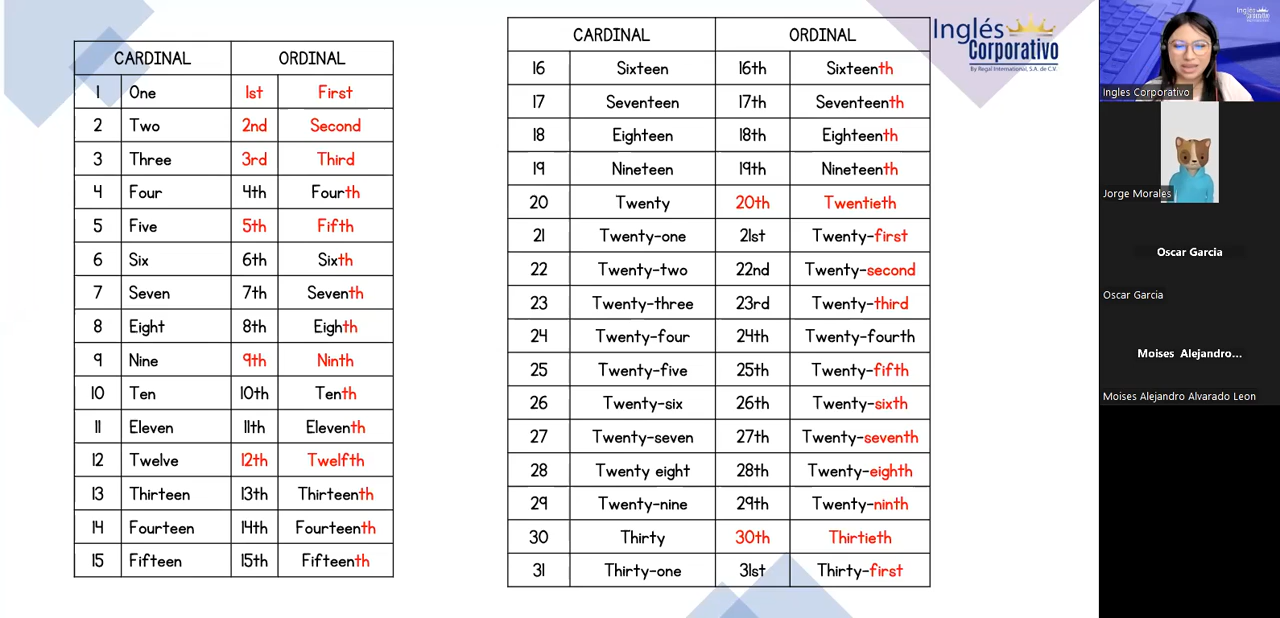 CARDINAL ORDINAL
1 One 1st First
2 Two 2nd Second
3 Three 3rd Third
4 Four 4th Fourth
5 Five 5th Fifth
6 Six 6th Sixth
7 Seven 7th Seventh
8 Eight 8th Eighth
9 Nine 9th Ninth
10 Ten 10th Tenth
11 Eleven 11th Eleventh
12 Twelve 12th Twelfth
13 Thirteen 13th Thirteenth
14 Fourteen 14th Fourteenth
15 Fifteen 15th Fifteenth
CARDINAL ORDINAL
16 Sixteen 16th Sixteenth
17 Seventeen 17th Seventeenth
18 Eighteen 18th Eighteenth
19 Nineteen 19th Nineteenth
20 Twenty 20th Twentieth
21 Twenty-one 21st Twenty-first
22 Twenty-two 22nd Twenty-second
23 Twenty-three 23rd Twenty-third
24 Twenty-four 24th Twenty-fourth
25 Twenty-five 25th Twenty-fifth
26 Twenty-six 26th Twenty-sixth
27 Twenty-seven 27th Twenty-seventh
28 Twenty eight 28th Twenty-eighth
29 Twenty-nine 29th Twenty-ninth
30 Thirty 30th Thirtieth
31 Thirty-one 31st Thirty-first
Inglés
Corporativo
By Regal International, S.A. de C.V.
Inglés
Ingles Corporativo
Jorge Morales
Oscar Garcia
Oscar Garcia
Moises Alejandro...
Moises Alejandro Alvarado Leon